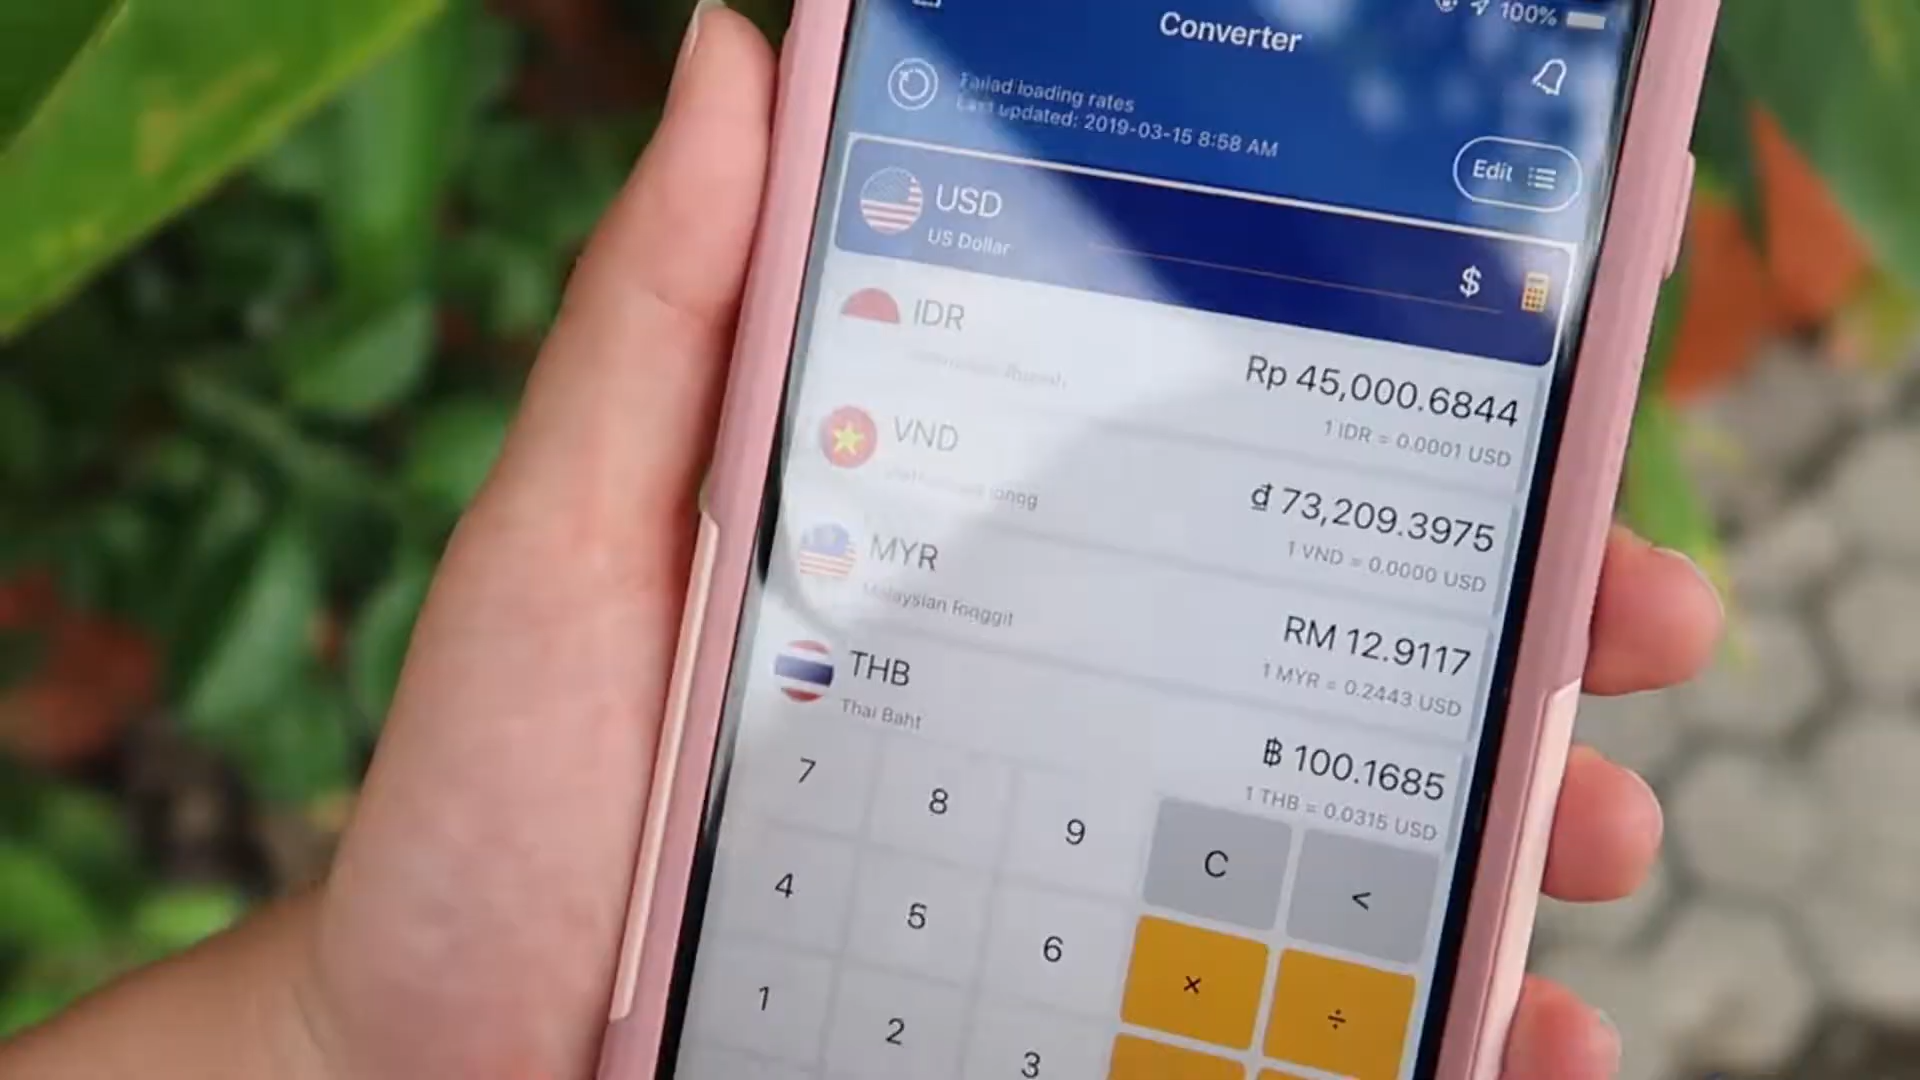 100%
Converter
Failad loading rates
Last updated: 2019-03-15 8:58 AM
Edit
USD
US Dollar
$
IDR
Rp 45,000.6844
1 IDR = 0.0001 USD
VND
₫ 73,209.3975
1 VND = 0.0000 USD
MYR
Malaysian Ringgit
RM 12.9117
1 MYR = 0.2443 USD
THB
Thai Baht
฿ 100.1685
1 THB = 0.0315 USD
7 8 9 C <
4 5 6 × ÷
1 2 3